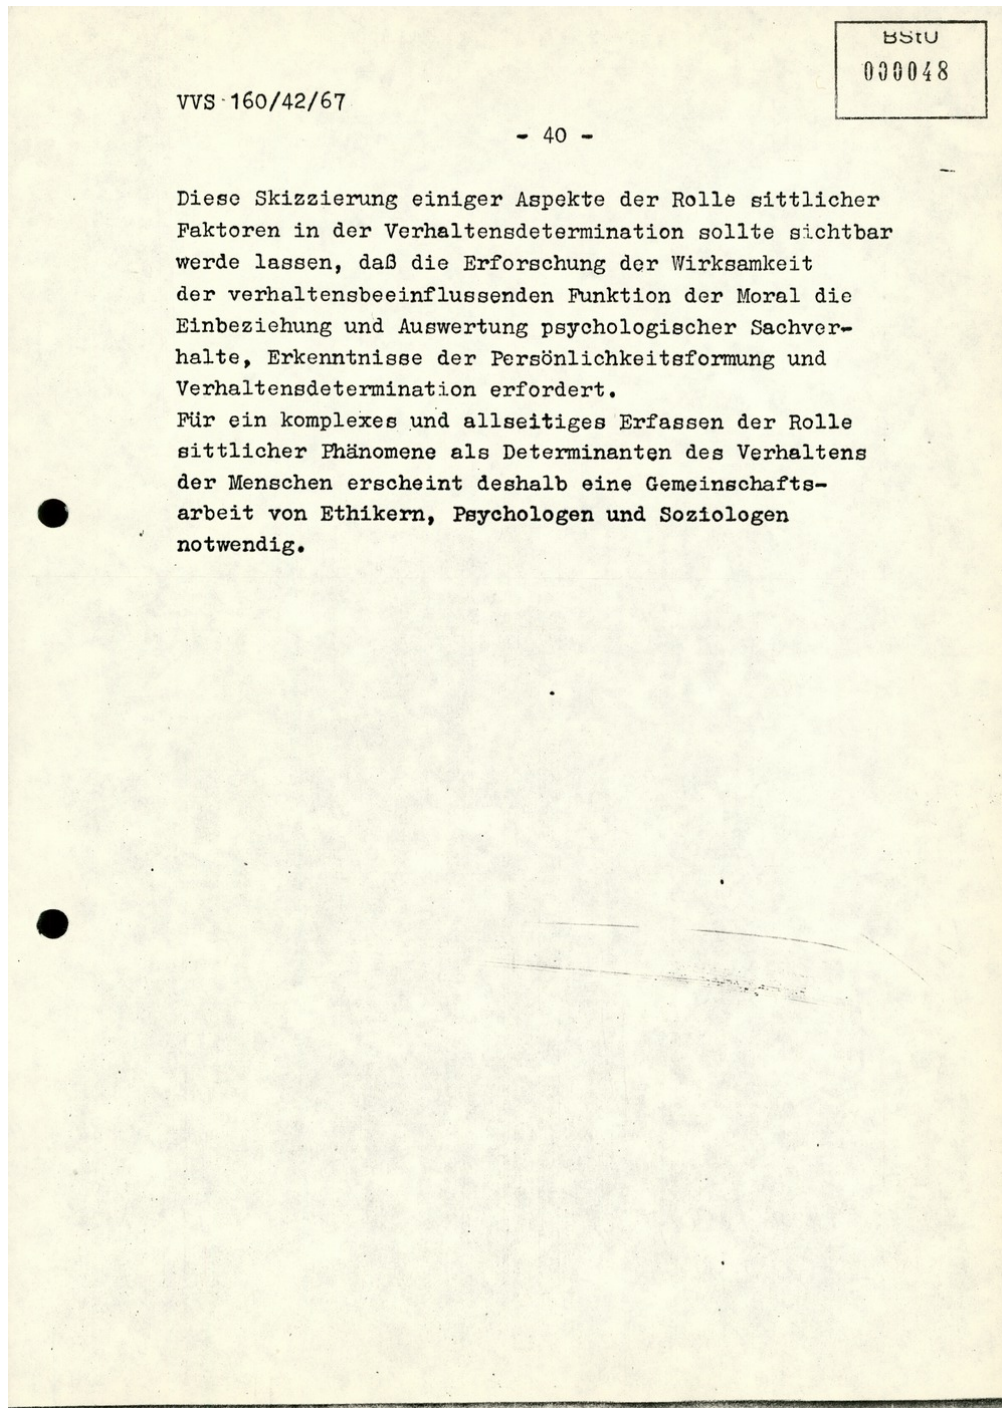 BStU
000048
VVS 160/42/67
- 40 -
Diese Skizzierung einiger Aspekte der Rolle sittlicher
Faktoren in der Verhaltensdetermination sollte sichtbar
werde lassen, daß die Erforschung der Wirksamkeit
der verhaltensbeeinflussenden Funktion der Moral die
Einbeziehung und Auswertung psychologischer Sachver-
halte, Erkenntnisse der Persönlichkeitsformung und
Verhaltensdetermination erfordert.
Für ein komplexes und allseitiges Erfassen der Rolle
sittlicher Phänomene als Determinanten des Verhaltens
der Menschen erscheint deshalb eine Gemeinschafts-
arbeit von Ethikern, Psychologen und Soziologen
notwendig.